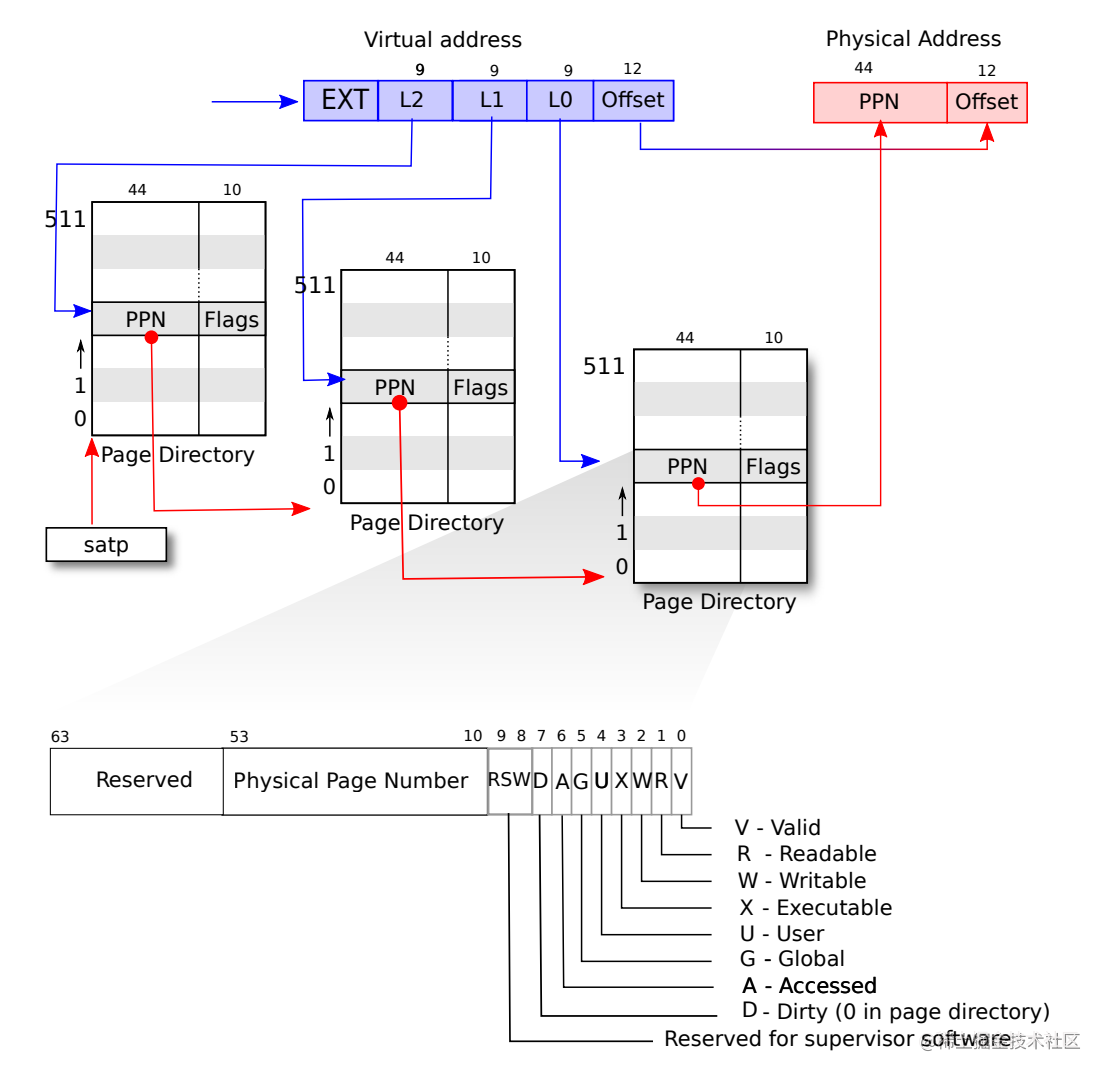 Virtual address
Physical Address
9 9 9 12
44 12
EXT L2 L1 L0 Offset
PPN Offset
44 10
511
PPN Flags
1
0
Page Directory
satp
44 10
511
PPN Flags
1
0
Page Directory
44 10
511
PPN Flags
1
0
Page Directory
63 53 10 9 8 7 6 5 4 3 2 1 0
Reserved Physical Page Number RSW D A G U X W R V
V - Valid
R - Readable
W - Writable
X - Executable
U - User
G - Global
A - Accessed
D - Dirty (0 in page directory)
Reserved for supervisor software
@稀土掘金技术社区